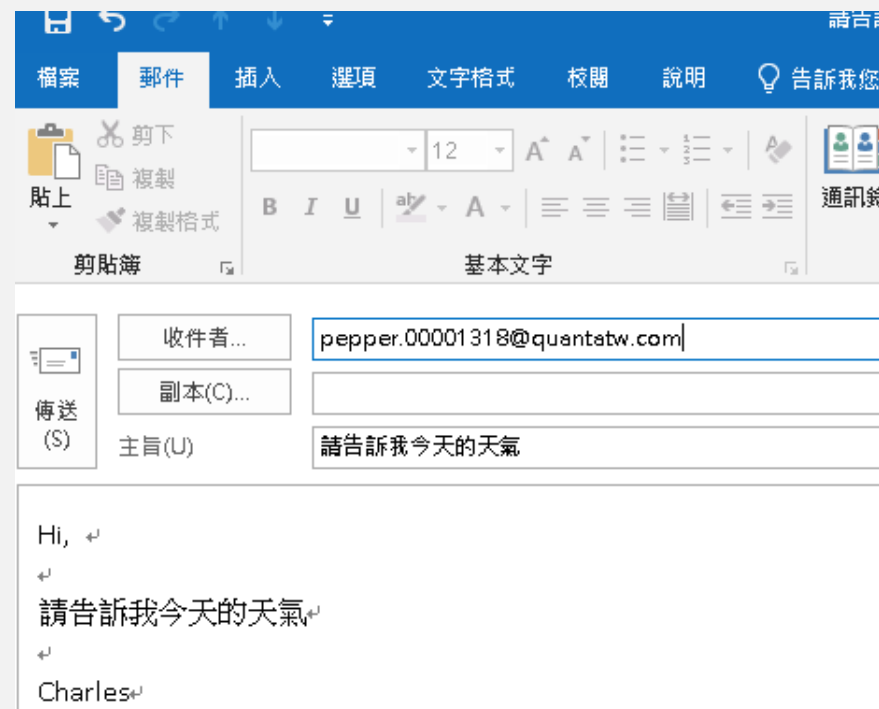 請告訴
檔案 郵件 插入 選項 文字格式 校閱 說明 告訴我您
剪下
複製
複製格式
貼上
12
A A
B I U ab A
通訊錄
剪貼簿 基本文字
收件者... pepper.00001318@quantatw.com
副本(C)...
傳送
(S)
主旨(U) 請告訴我今天的天氣
Hi,
請告訴我今天的天氣
Charles